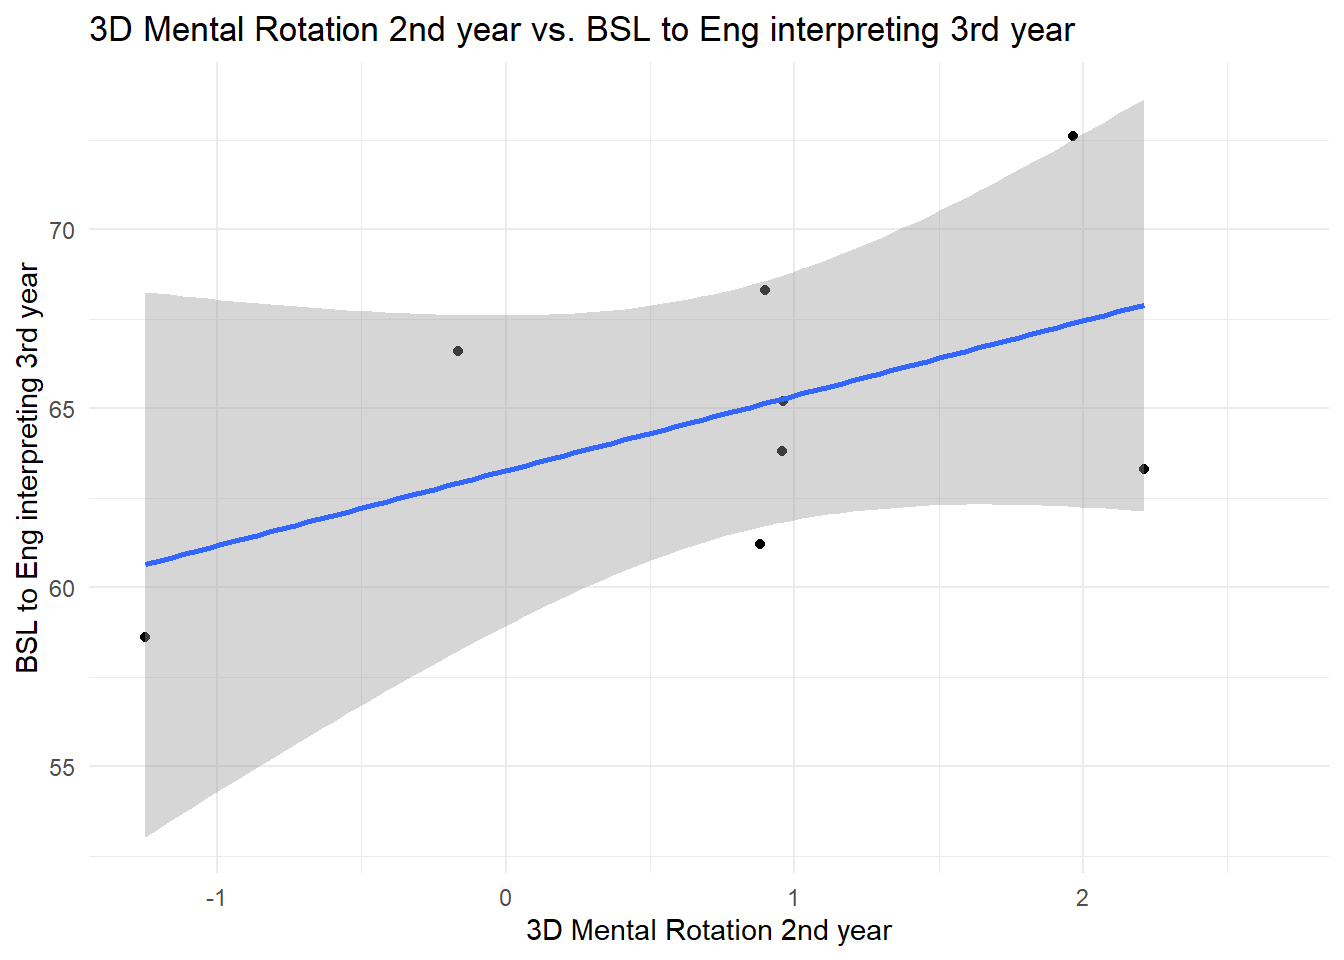 3D Mental Rotation 2nd year vs. BSL to Eng interpreting 3rd year
BSL to Eng interpreting 3rd year
70
65
60
55
-1 0 1 2
3D Mental Rotation 2nd year